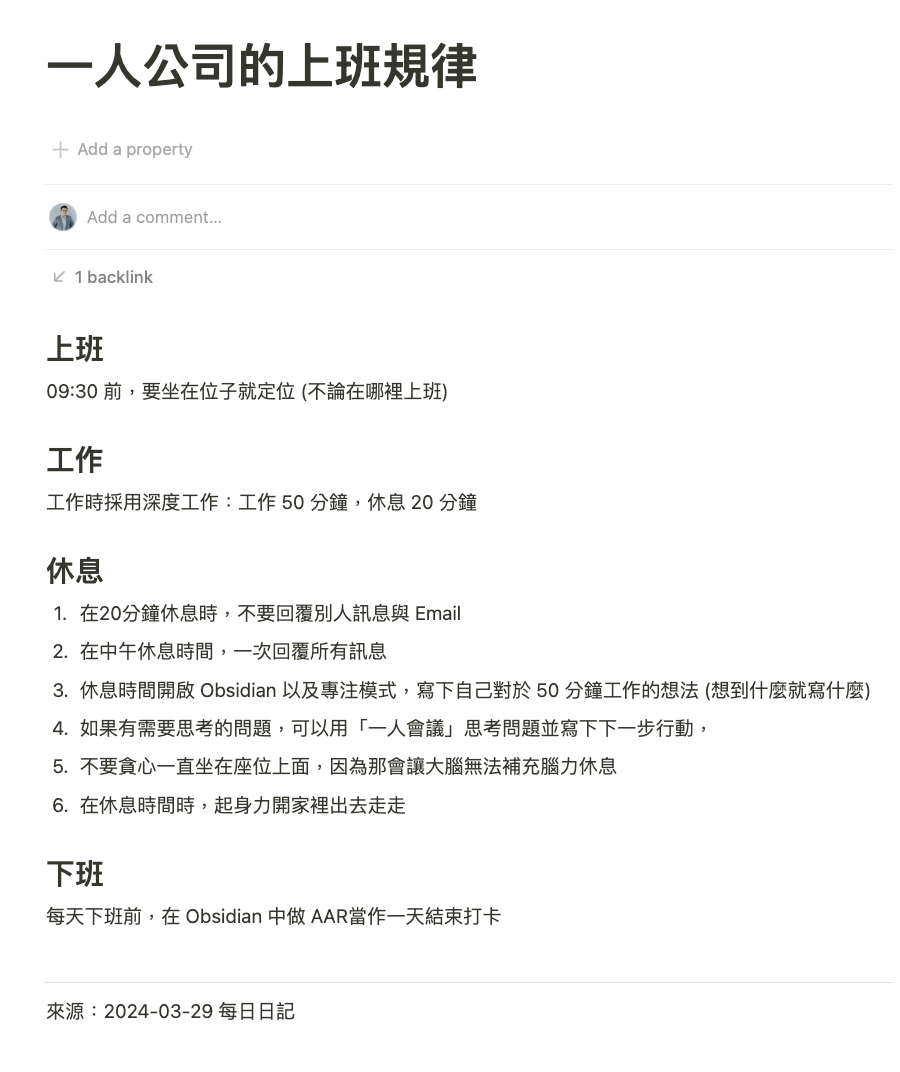 一人公司的上班規律
Add a property
Add a comment...
1 backlink
上班
09:30 前，要坐在位子就定位 (不論在哪裡上班)
工作
工作時採用深度工作：工作 50 分鐘，休息 20 分鐘
休息
1. 在20分鐘休息時，不要回覆別人訊息與 Email
2. 在中午休息時間，一次回覆所有訊息
3. 休息時間開啟 Obsidian 以及專注模式，寫下自己對於 50 分鐘工作的想法 (想到什麼就寫什麼)
4. 如果有需要思考的問題，可以用「一人會議」思考問題並寫下下一步行動，
5. 不要貪心一直坐在座位上面，因為那會讓大腦無法補充腦力休息
6. 在休息時間時，起身力開家裡出去走走
下班
每天下班前，在 Obsidian 中做 AAR當作一天結束打卡
來源：2024-03-29 每日日記